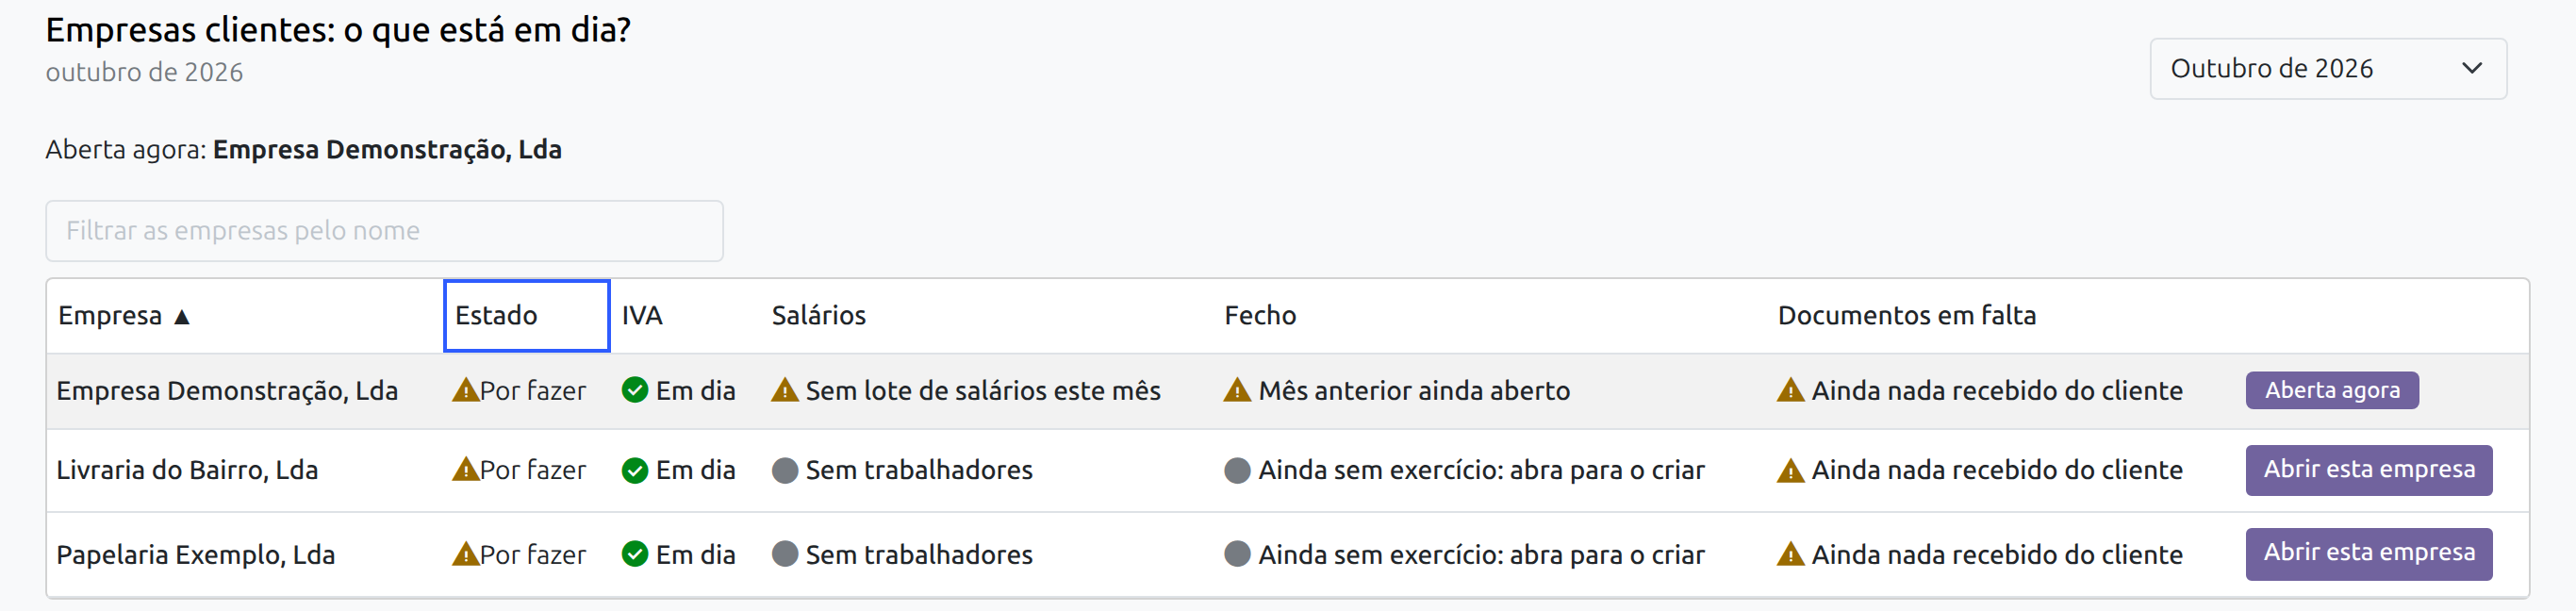 Empresas clientes: o que está em dia?
outubro de 2026
Outubro de 2026
Aberta agora: Empresa Demonstração, Lda
Filtrar as empresas pelo nome
Empresa ▲ Estado IVA Salários Fecho Documentos em falta
Empresa Demonstração, Lda Por fazer Em dia Sem lote de salários este mês Mês anterior ainda aberto Ainda nada recebido do cliente Aberta agora
Livraria do Bairro, Lda Por fazer Em dia Sem trabalhadores Ainda sem exercício: abra para o criar Ainda nada recebido do cliente Abrir esta empresa
Papelaria Exemplo, Lda Por fazer Em dia Sem trabalhadores Ainda sem exercício: abra para o criar Ainda nada recebido do cliente Abrir esta empresa